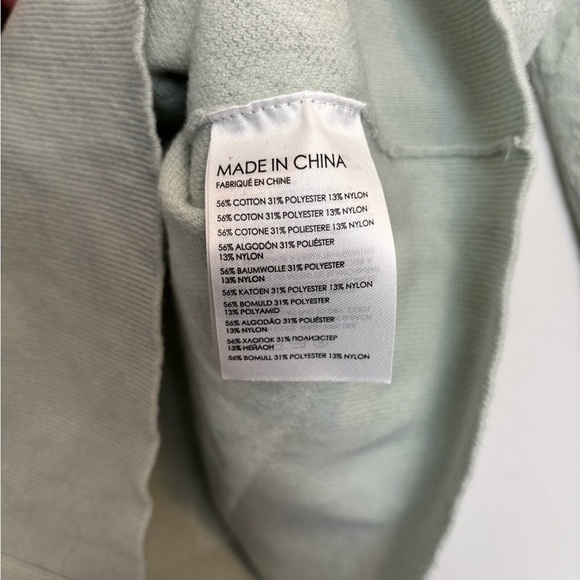 MADE IN CHINA
FABRIQUÉ EN CHINE
56% COTTON 31% POLYESTER 13% NYLON
56% COTON 31% POLYESTER 13% NYLON
56% COTONE 31% POLIESTERE 13% NYLON
56% ALGODÓN 31% POLIÉSTER
13% NYLON
56% BAUMWOLLE 31% POLYESTER 13% NYLON
56% KATOEN 31% POLYESTER 13% NYLON
56% BOMULD 31% POLYESTER
13% POLYAMID
56% ALGODÃO 31% POLIÉSTER
13% NYLON
56% ХЛОПОК 31% ПОЛИЭСТЕР
13% НЕЙЛОН
56% BOMULL 31% POLYESTER 13% NYLON